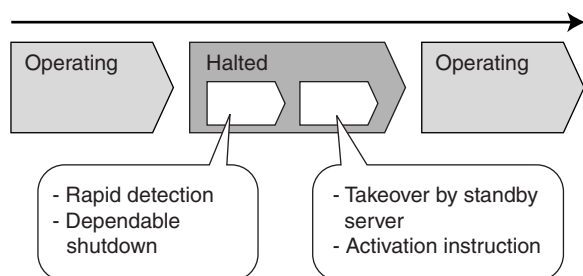 Operating
Halted
Operating
- Rapid detection
- Dependable
shutdown
- Takeover by standby
server
- Activation instruction